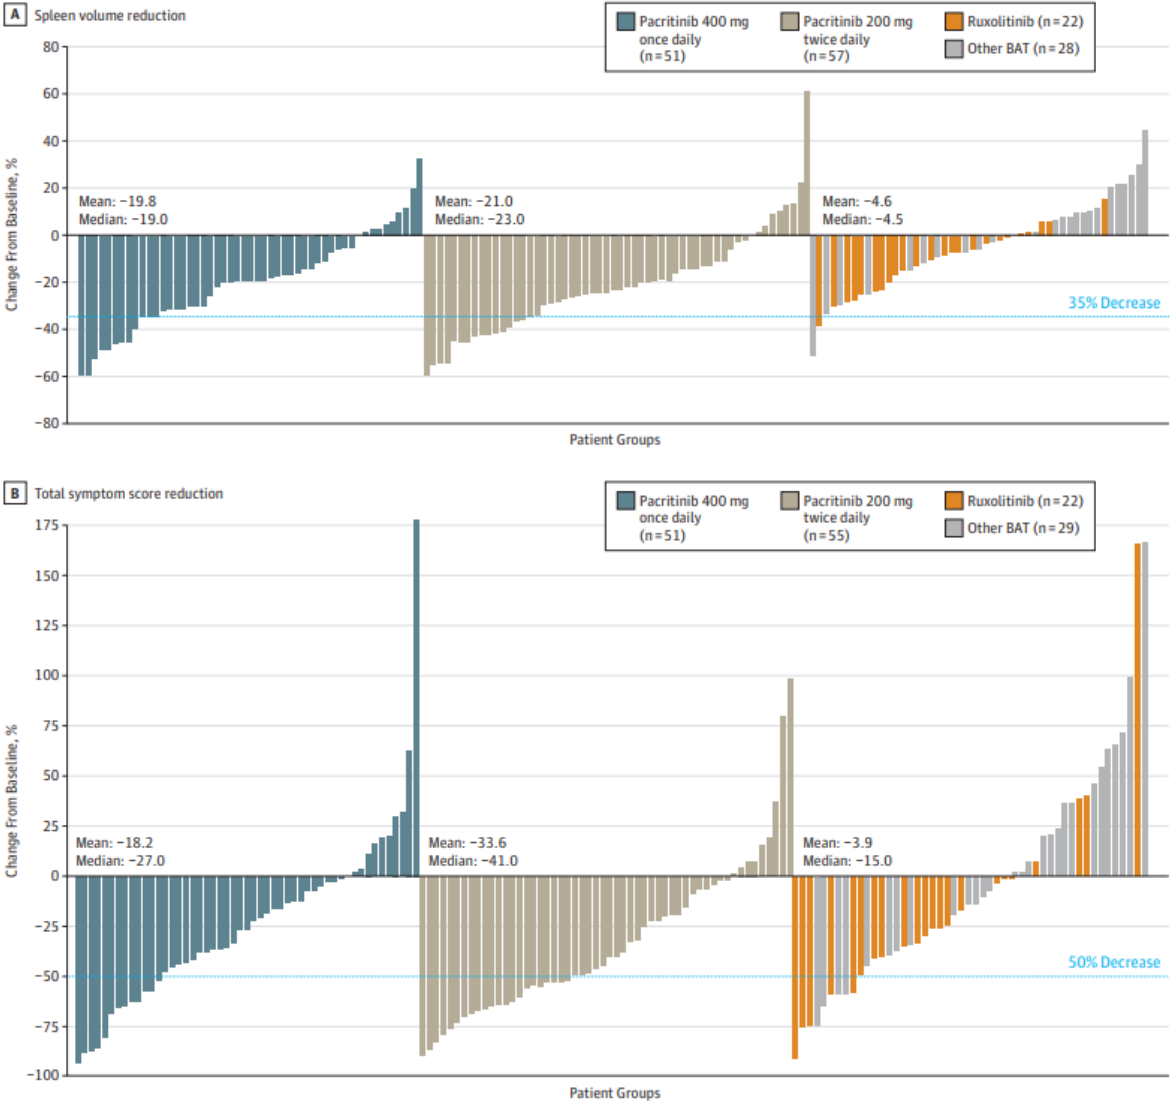 A Spleen volume reduction
Pacritinib 400 mg
once daily
(n=51)
Pacritinib 200 mg
twice daily
(n=57)
Ruxolitinib (n=22)
Other BAT (n=28)
Change From Baseline, %
80
60
40
20
0
−20
−40
−60
−80
Mean: −19.8
Median: −19.0
Mean: −21.0
Median: −23.0
Mean: −4.6
Median: −4.5
35% Decrease
Patient Groups
B Total symptom score reduction
Pacritinib 400 mg
once daily
(n=51)
Pacritinib 200 mg
twice daily
(n=55)
Ruxolitinib (n=22)
Other BAT (n=29)
Change From Baseline, %
175
150
125
100
75
50
25
0
−25
−50
−75
−100
Mean: −18.2
Median: −27.0
Mean: −33.6
Median: −41.0
Mean: −3.9
Median: −15.0
50% Decrease
Patient Groups